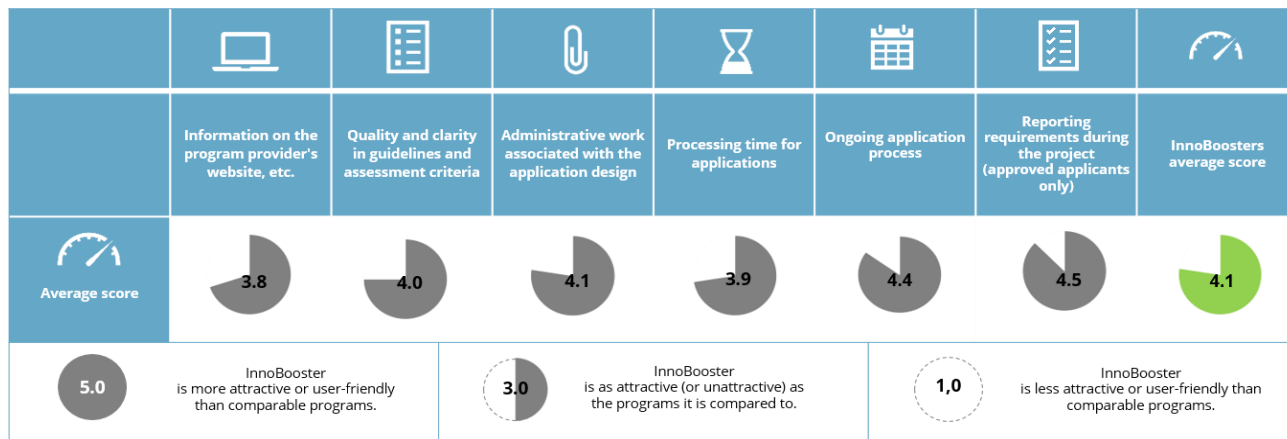 Information on the
program provider's
website, etc.
Quality and clarity
in guidelines and
assessment criteria
Administrative work
associated with the
application design
Processing time for
applications
Ongoing application
process
Reporting
requirements during
the project
(approved applicants
only)
InnoBoosters
average score
Average score
3.8
4.0
4.1
3.9
4.4
4.5
4.1
5.0
InnoBooster
is more attractive or user-friendly
than comparable programs.
3.0
InnoBooster
is as attractive (or unattractive) as
the programs it is compared to.
1,0
InnoBooster
is less attractive or user-friendly than
comparable programs.